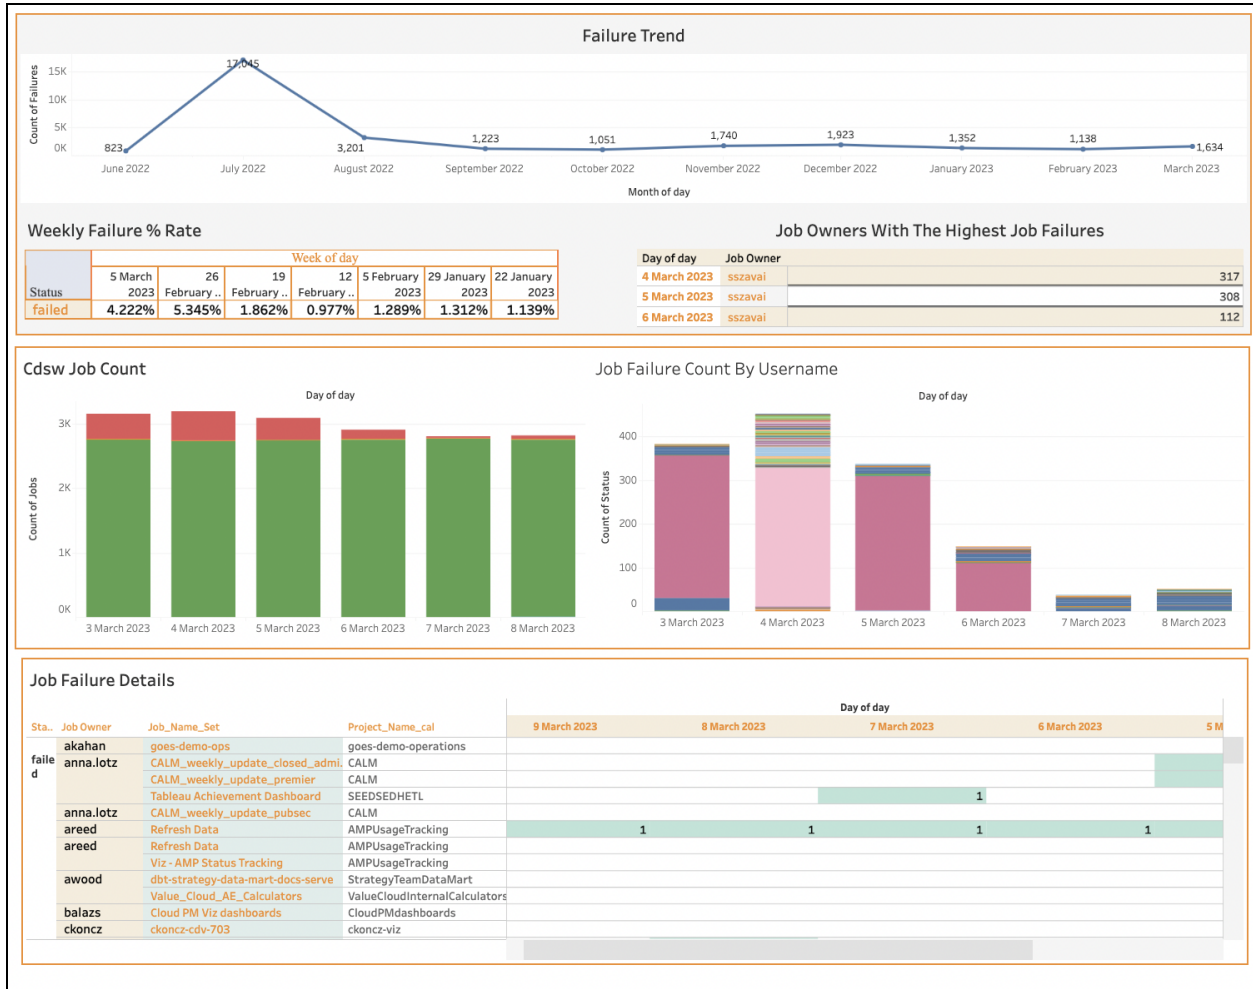 Failure Trend
Count of Failures
15K
10K
5K
0K
823
17,045
3,201
1,223
1,051
1,740
1,923
1,352
1,138
1,634
June 2022 July 2022 August 2022 September 2022 October 2022 November 2022 December 2022 January 2023 February 2023 March 2023
Month of day
Weekly Failure % Rate
Week of day
Status
5 March 2023
26 February ..
19 February ..
12 February ..
5 February 2023
29 January 2023
22 January 2023
failed 4.222% 5.345% 1.862% 0.977% 1.289% 1.312% 1.139%
Job Owners With The Highest Job Failures
Day of day Job Owner
4 March 2023 sszavai 317
5 March 2023 sszavai 308
6 March 2023 sszavai 112
Cdsw Job Count
Day of day
Count of Jobs
3K
2K
1K
0K
3 March 2023 4 March 2023 5 March 2023 6 March 2023 7 March 2023 8 March 2023
Job Failure Count By Username
Day of day
Count of Status
400
300
200
100
0
3 March 2023 4 March 2023 5 March 2023 6 March 2023 7 March 2023 8 March 2023
Job Failure Details
Day of day
Sta.. Job Owner Job_Name_Set Project_Name_cal 9 March 2023 8 March 2023 7 March 2023 6 March 2023 5 M
failed
akahan goes-demo-ops goes-demo-operations
anna.lotz CALM_weekly_update_closed_admi. CALM
CALM_weekly_update_premier CALM
Tableau Achievement Dashboard SEEDSEDHETL 1
anna.lotz CALM_weekly_update_pubsec CALM
areed Refresh Data AMPUsageTracking 1 1 1 1
areed Refresh Data AMPUsageTracking
Viz - AMP Status Tracking AMPUsageTracking
awood dbt-strategy-data-mart-docs-serve StrategyTeamDataMart
Value_Cloud_AE_Calculators ValueCloudInternalCalculators
balazs Cloud PM Viz dashboards CloudPMdashboards
ckoncz ckoncz-cdv-703 ckoncz-viz